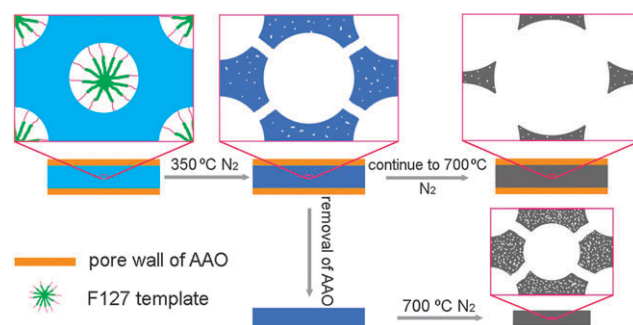 350 ºC N₂
continue to 700ºC
N₂
removal of AAO
pore wall of AAO
F127 template
700 ºC N₂